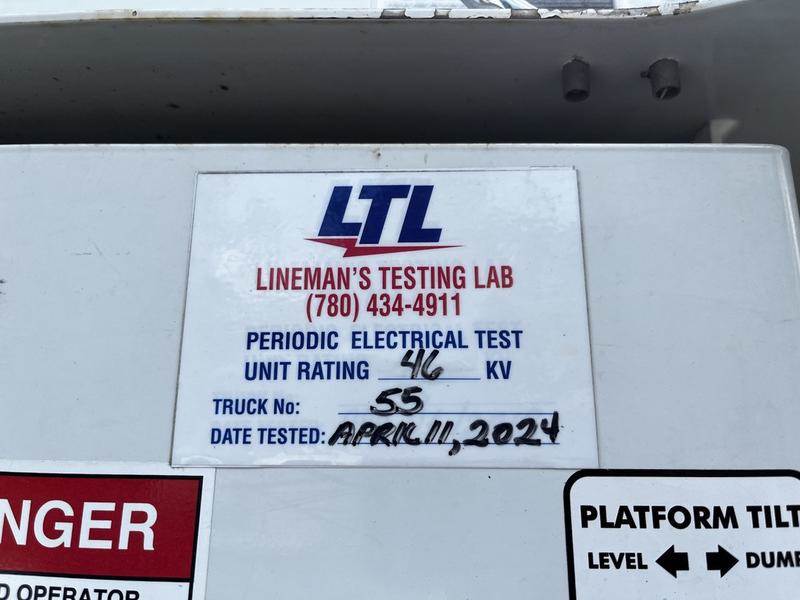 LTL
LINEMAN'S TESTING LAB
(780) 434-4911
PERIODIC ELECTRICAL TEST
UNIT RATING 46 KV
TRUCK No: 55
DATE TESTED: APRIL 11, 2024
NGER
D OPERATOR
PLATFORM TILT
LEVEL DUMP